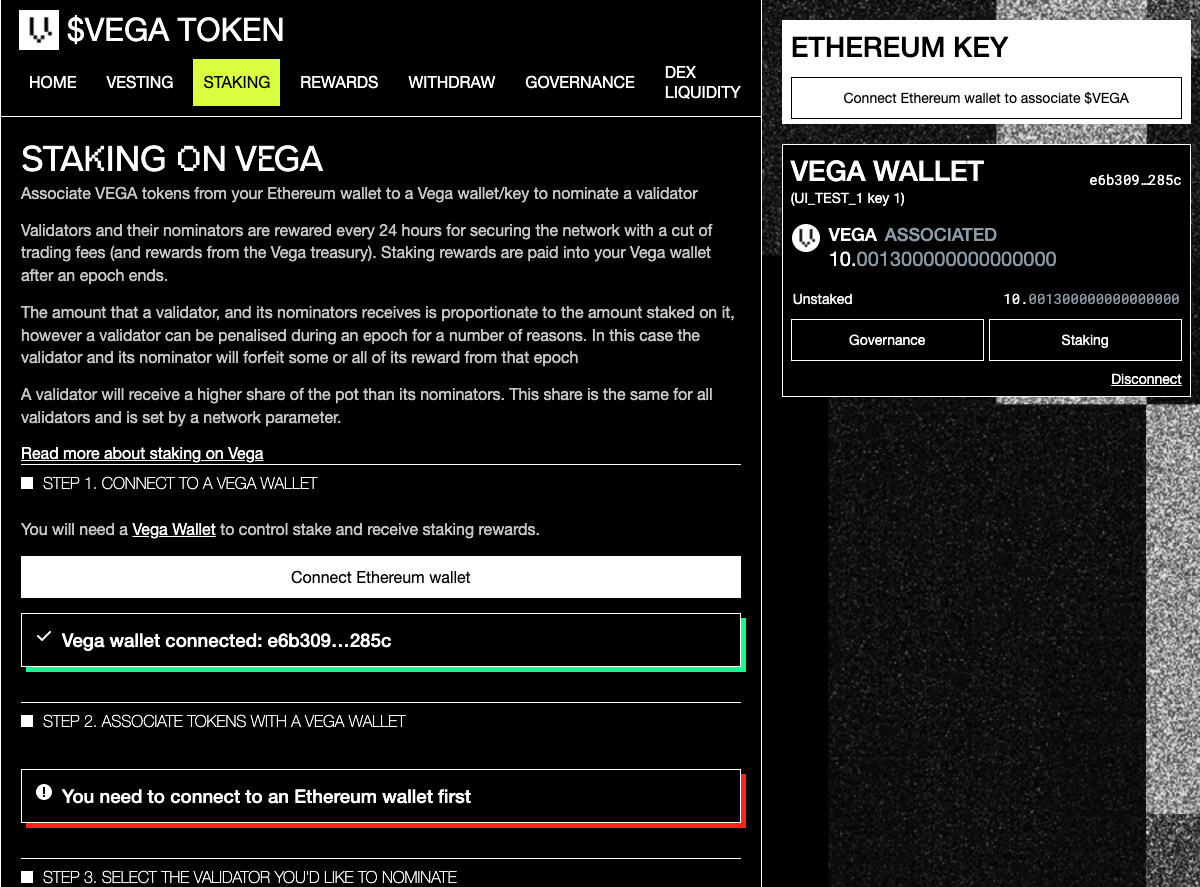 $VEGA TOKEN
HOME
VESTING
STAKING
REWARDS
WITHDRAW
GOVERNANCE
DEX
LIQUIDITY
STAKING ON VEGA
Associate VEGA tokens from your Ethereum wallet to a Vega wallet/key to nominate a validator
Validators and their nominators are rewared every 24 hours for securing the network with a cut of
trading fees (and rewards from the Vega treasury). Staking rewards are paid into your Vega wallet
after an epoch ends.
The amount that a validator, and its nominators receives is proportionate to the amount staked on it,
however a validator can be penalised during an epoch for a number of reasons. In this case the
validator and its nominator will forfeit some or all of its reward from that epoch
A validator will receive a higher share of the pot than its nominators. This share is the same for all
validators and is set by a network parameter.
Read more about staking on Vega
STEP 1. CONNECT TO A VEGA WALLET
You will need a Vega Wallet to control stake and receive staking rewards.
Connect Ethereum wallet
Vega wallet connected: e6b309…285c
STEP 2. ASSOCIATE TOKENS WITH A VEGA WALLET
You need to connect to an Ethereum wallet first
STEP 3. SELECT THE VALIDATOR YOU'D LIKE TO NOMINATE
ETHEREUM KEY
Connect Ethereum wallet to associate $VEGA
VEGA WALLET
e6b309…285c
(UI_TEST_1 key 1)
VEGA ASSOCIATED
10.001300000000000000
Unstaked 10.001300000000000000
Governance
Staking
Disconnect